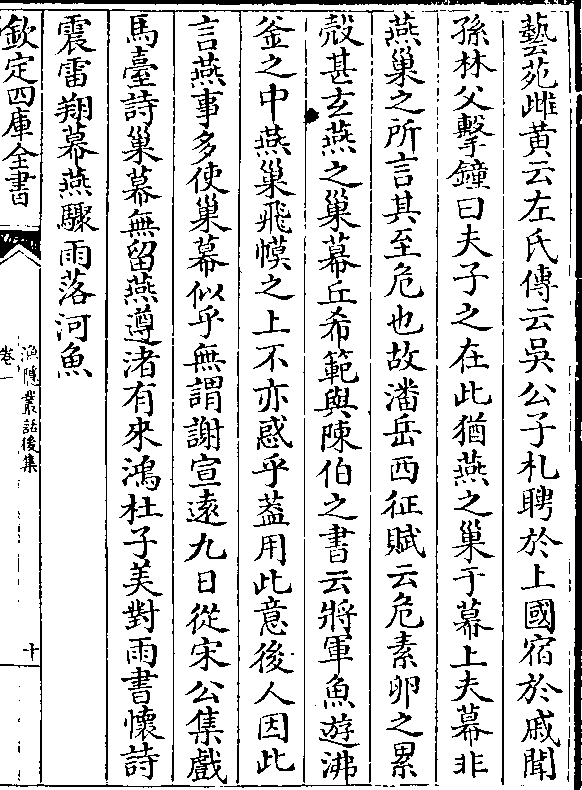 藝苑雌黄云左氏傳云吳公子札聘於上國宿於戚聞
孫林父擊鐘曰夫子之在此猶燕之巢于幕上夫幕非
燕巢之所言其至危也故潘岳西征賦云危素卵之累
殼甚玄燕之巢幕丘希範與陳伯之書云將軍魚遊沸
釜之中燕巢飛幙之上不亦惑乎葢用此意後人因此
言燕事多使巢幕似乎無謂謝宣逺九日從宋公集戲
馬臺詩巢幕無留燕遵渚有來鴻杜子美對雨書懷詩
震雷翔幕燕驟雨落河魚
欽定四庫全書
漁隱叢話後集
卷一
十